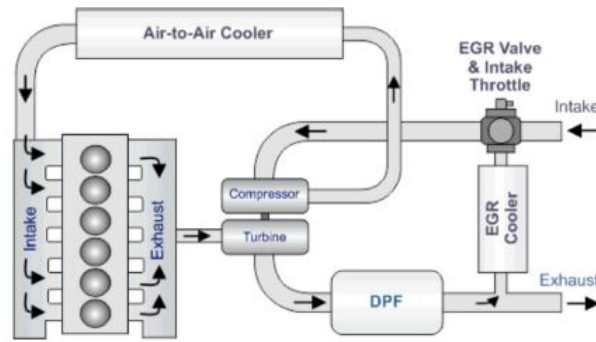 Air-to-Air Cooler
EGR Valve
& Intake
Throttle
Intake
Compressor
Turbine
Intake
Exhaust
EGR
Cooler
DPF
Exhaust